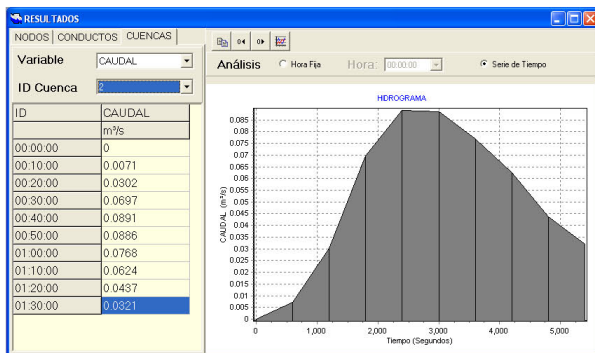 RESULTADOS
NODOS CONDUCTOS CUENCAS
Variable CAUDAL
ID Cuenca 2
ID CAUDAL
m³/s
00:00:00 0
00:10:00 0.0071
00:20:00 0.0302
00:30:00 0.0697
00:40:00 0.0891
00:50:00 0.0886
01:00:00 0.0768
01:10:00 0.0624
01:20:00 0.0437
01:30:00 0.0321
Análisis Hora Fija Hora: 00:00:00 Serie de Tiempo
HIDROGRAMA
CAUDAL (m³/s)
0.085
0.08
0.075
0.07
0.065
0.06
0.055
0.05
0.045
0.04
0.035
0.03
0.025
0.02
0.015
0.01
0.005
0
0 1,000 2,000 3,000 4,000 5,000
Tiempo (Segundos)